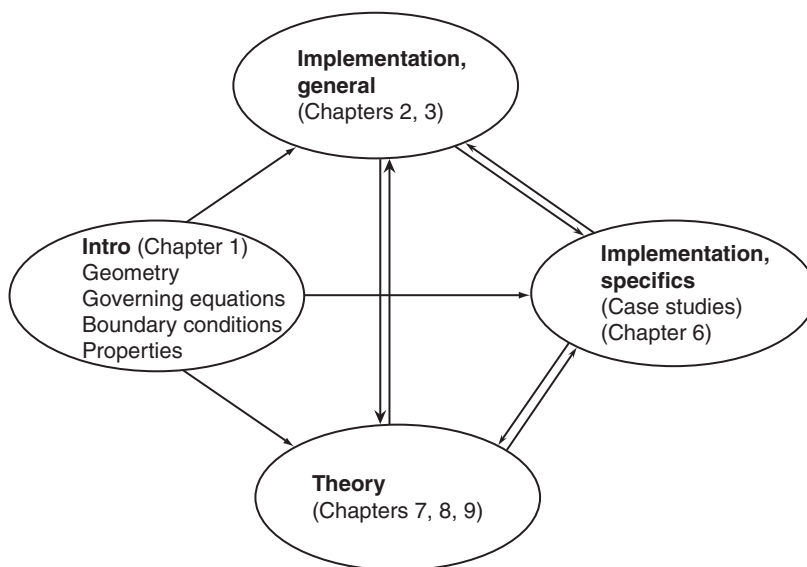 Implementation,
general
(Chapters 2, 3)
Intro (Chapter 1)
Geometry
Governing equations
Boundary conditions
Properties
Implementation,
specifics
(Case studies)
(Chapter 6)
Theory
(Chapters 7, 8, 9)